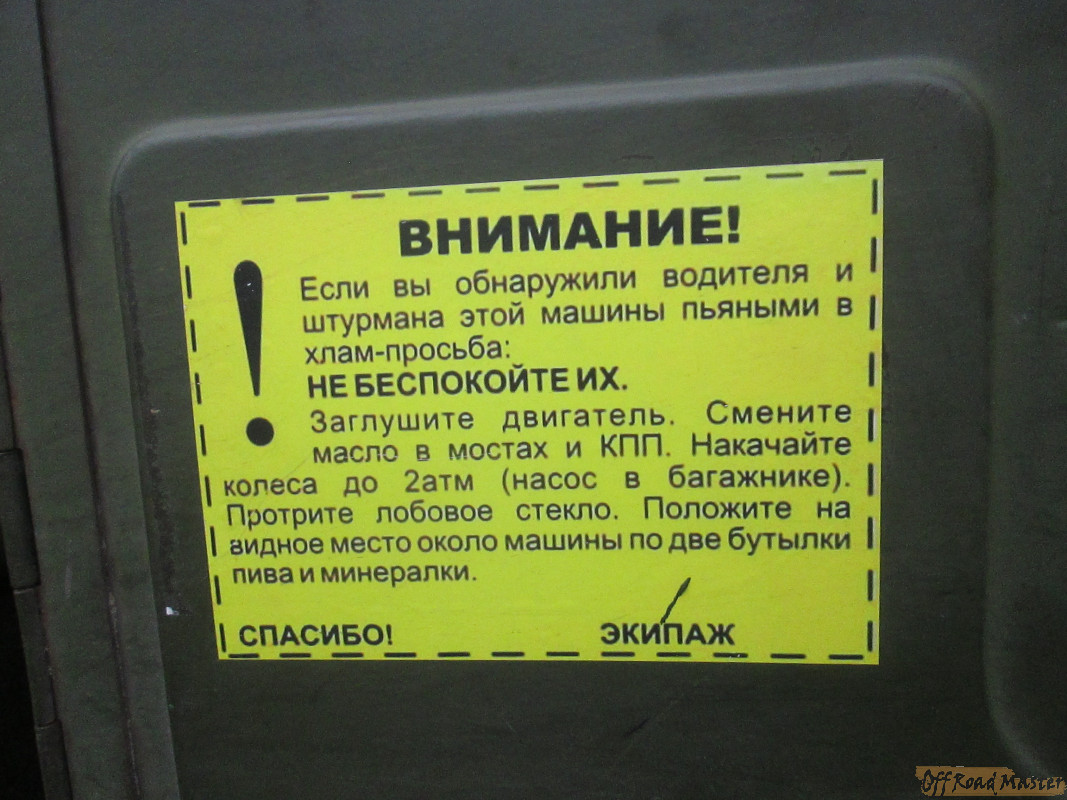 ВНИМАНИЕ!
!
Если вы обнаружили водителя и
штурмана этой машины пьяными в
хлам-просьба:
НЕ БЕСПОКОЙТЕ ИХ.
Заглушите двигатель. Смените
масло в мостах и КПП. Накачайте
колеса до 2атм (насос в багажнике).
Протрите лобовое стекло. Положите на
видное место около машины по две бутылки
пива и минералки.
СПАСИБО! ЭКИПАЖ
Off Road Master